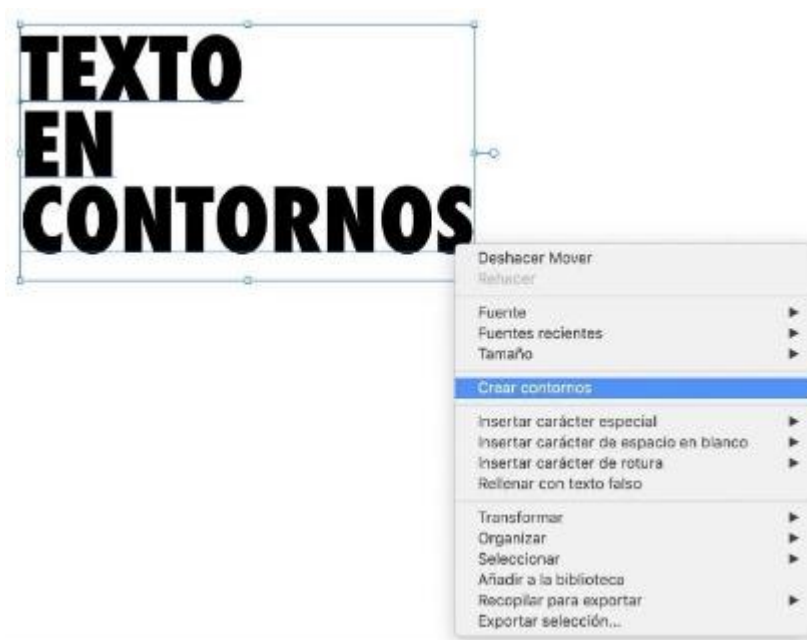 TEXTO
EN
CONTORNOS
Deshacer Mover
Rehacer
Fuente
Fuentes recientes
Tamaño
Crear contornos
Insertar carácter especial
Insertar carácter de espacio en blanco
Insertar carácter de rotura
Rellenar con texto falso
Transformar
Organizar
Seleccionar
Añadir a la biblioteca
Recopilar para exportar
Exportar selección...